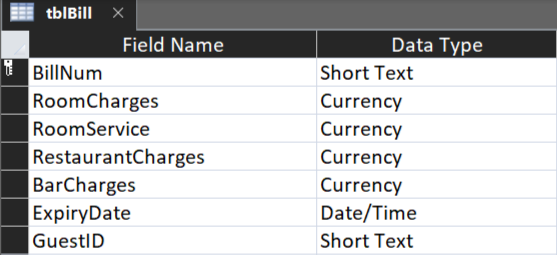 tblBill
Field Name Data Type
BillNum Short Text
RoomCharges Currency
RoomService Currency
RestaurantCharges Currency
BarCharges Currency
ExpiryDate Date/Time
GuestID Short Text